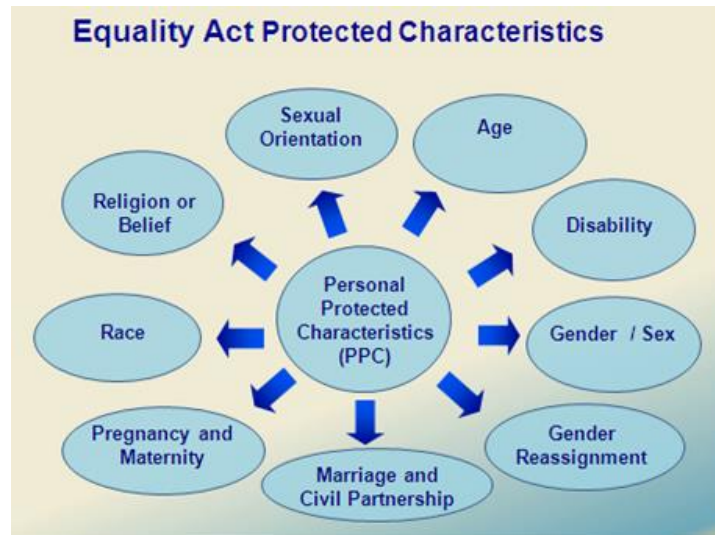 Equality Act Protected Characteristics
Sexual
Orientation
Age
Religion or
Belief
Disability
Personal
Protected
Characteristics
(PPC)
Race
Gender / Sex
Pregnancy and
Maternity
Gender
Reassignment
Marriage and
Civil Partnership